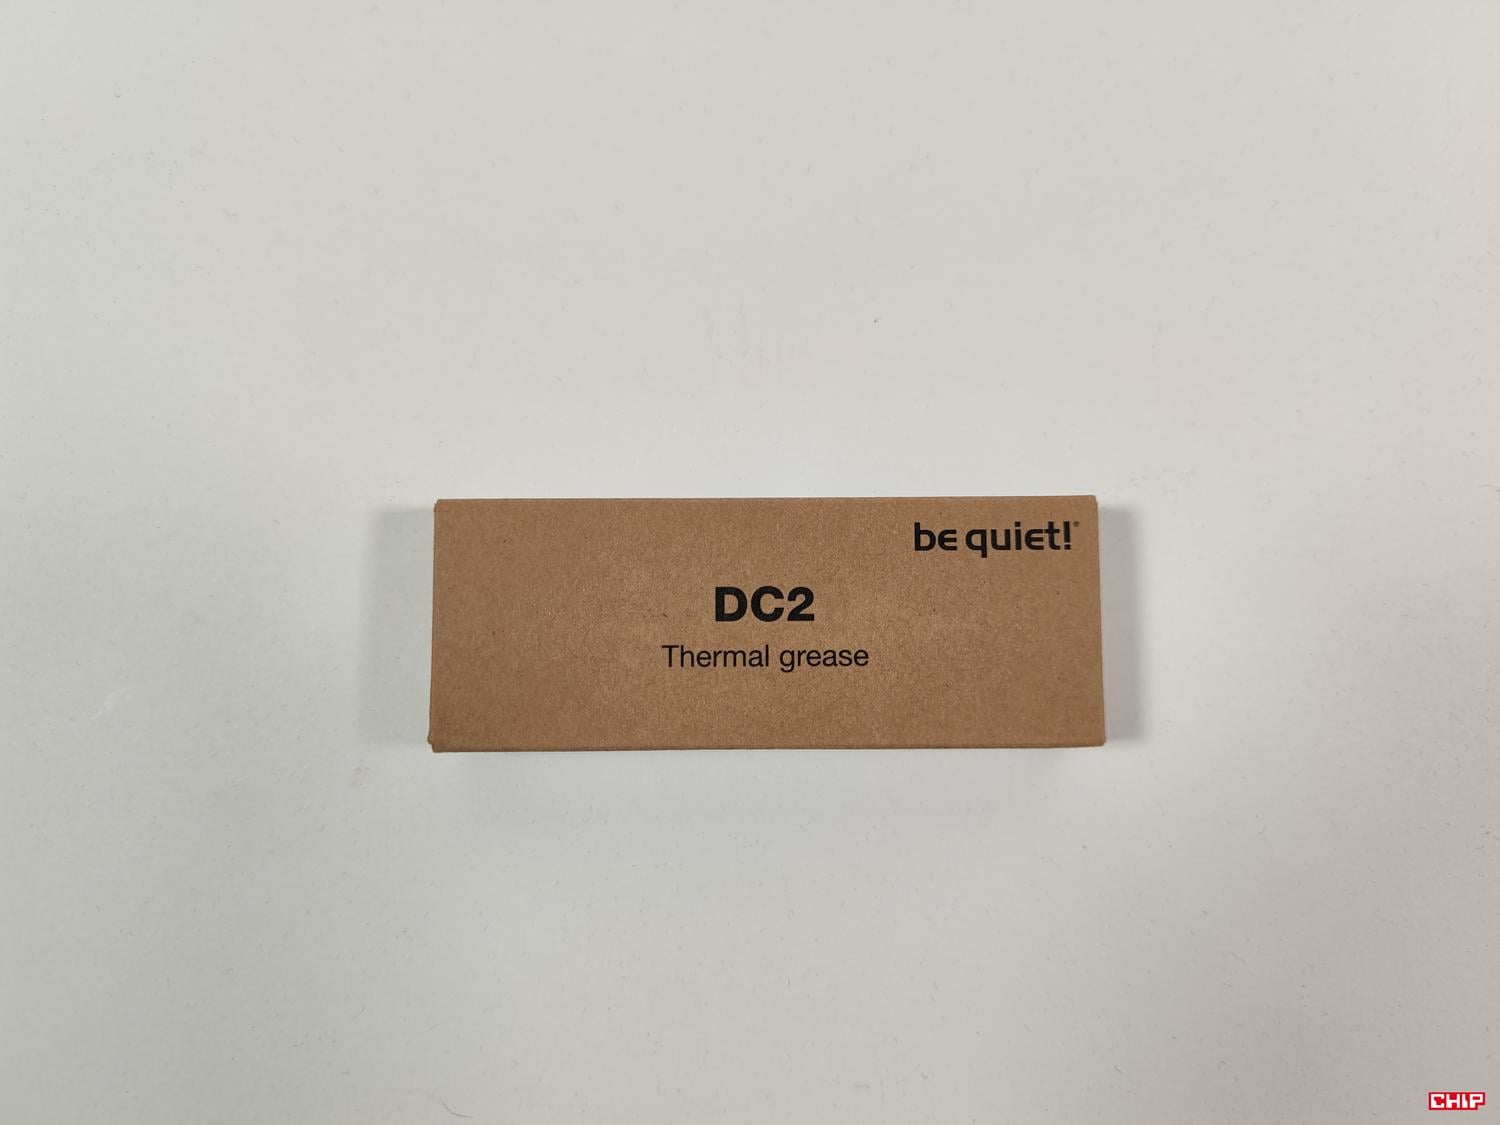 be quiet!®
DC2
Thermal grease
CHIP